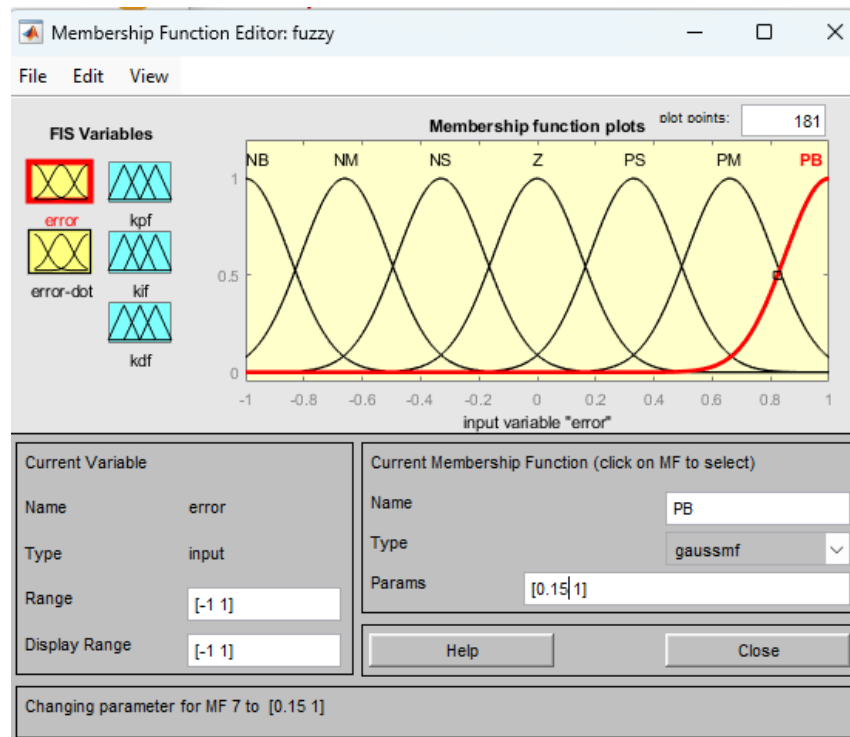 Membership Function Editor: fuzzy
File Edit View
FIS Variables
error
kpf
error-dot
kif
kdf
Membership function plots
plot points:
181
NB NM NS Z PS PM PB
1
0.5
0
-1 -0.8 -0.6 -0.4 -0.2 0 0.2 0.4 0.6 0.8 1
input variable "error"
Current Variable
Name error
Type input
Range [-1 1]
Display Range [-1 1]
Current Membership Function (click on MF to select)
Name PB
Type gaussmf
Params [0.15 1]
Help Close
Changing parameter for MF 7 to [0.15 1]